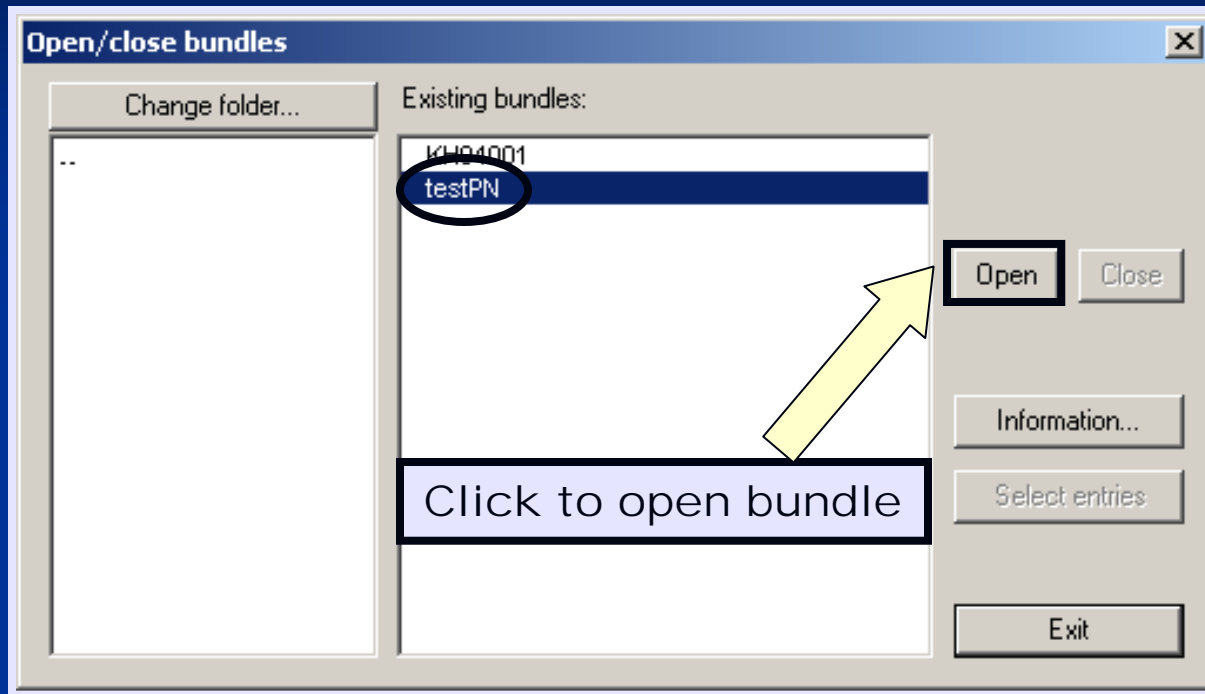 Open/close bundles
Change folder...
Existing bundles:
..
KH04001
testPN
Open
Close
Information...
Click to open bundle
Select entries
Exit